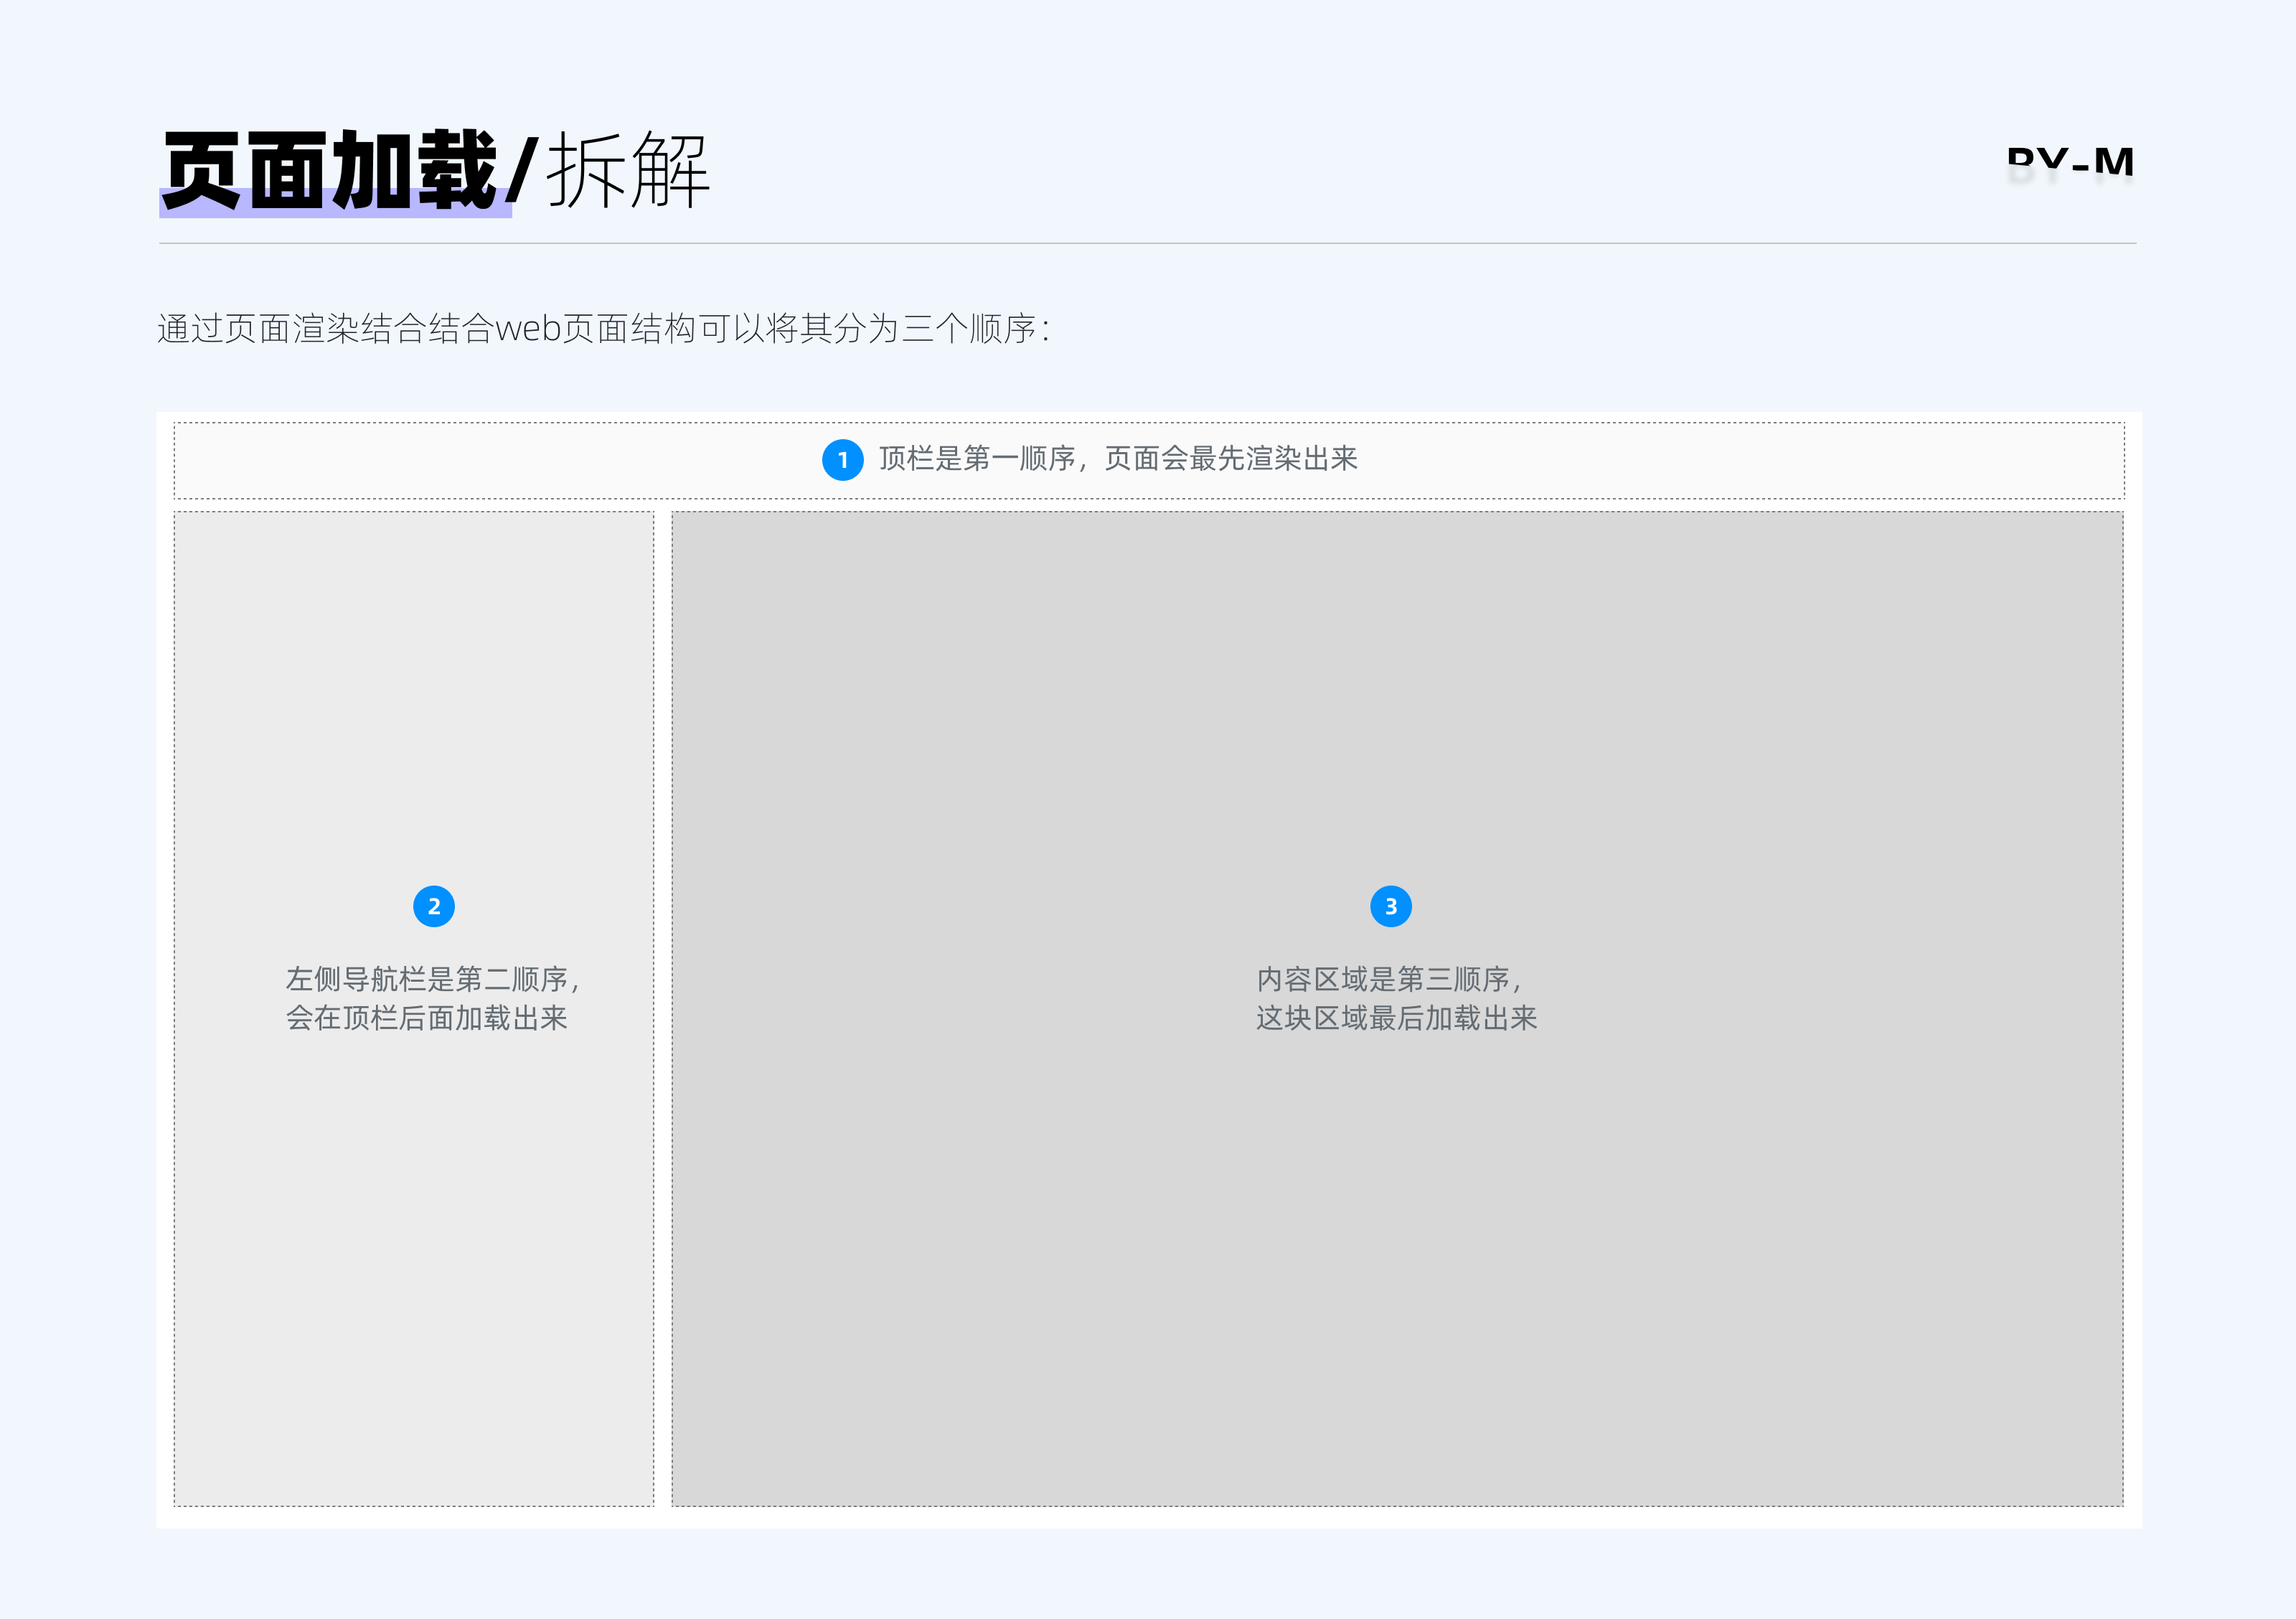 页面加载/拆解
BY-M
通过页面渲染结合结合web页面结构可以将其分为三个顺序：
1 顶栏是第一顺序，页面会最先渲染出来
2
左侧导航栏是第二顺序，
会在顶栏后面加载出来
3
内容区域是第三顺序，
这块区域最后加载出来